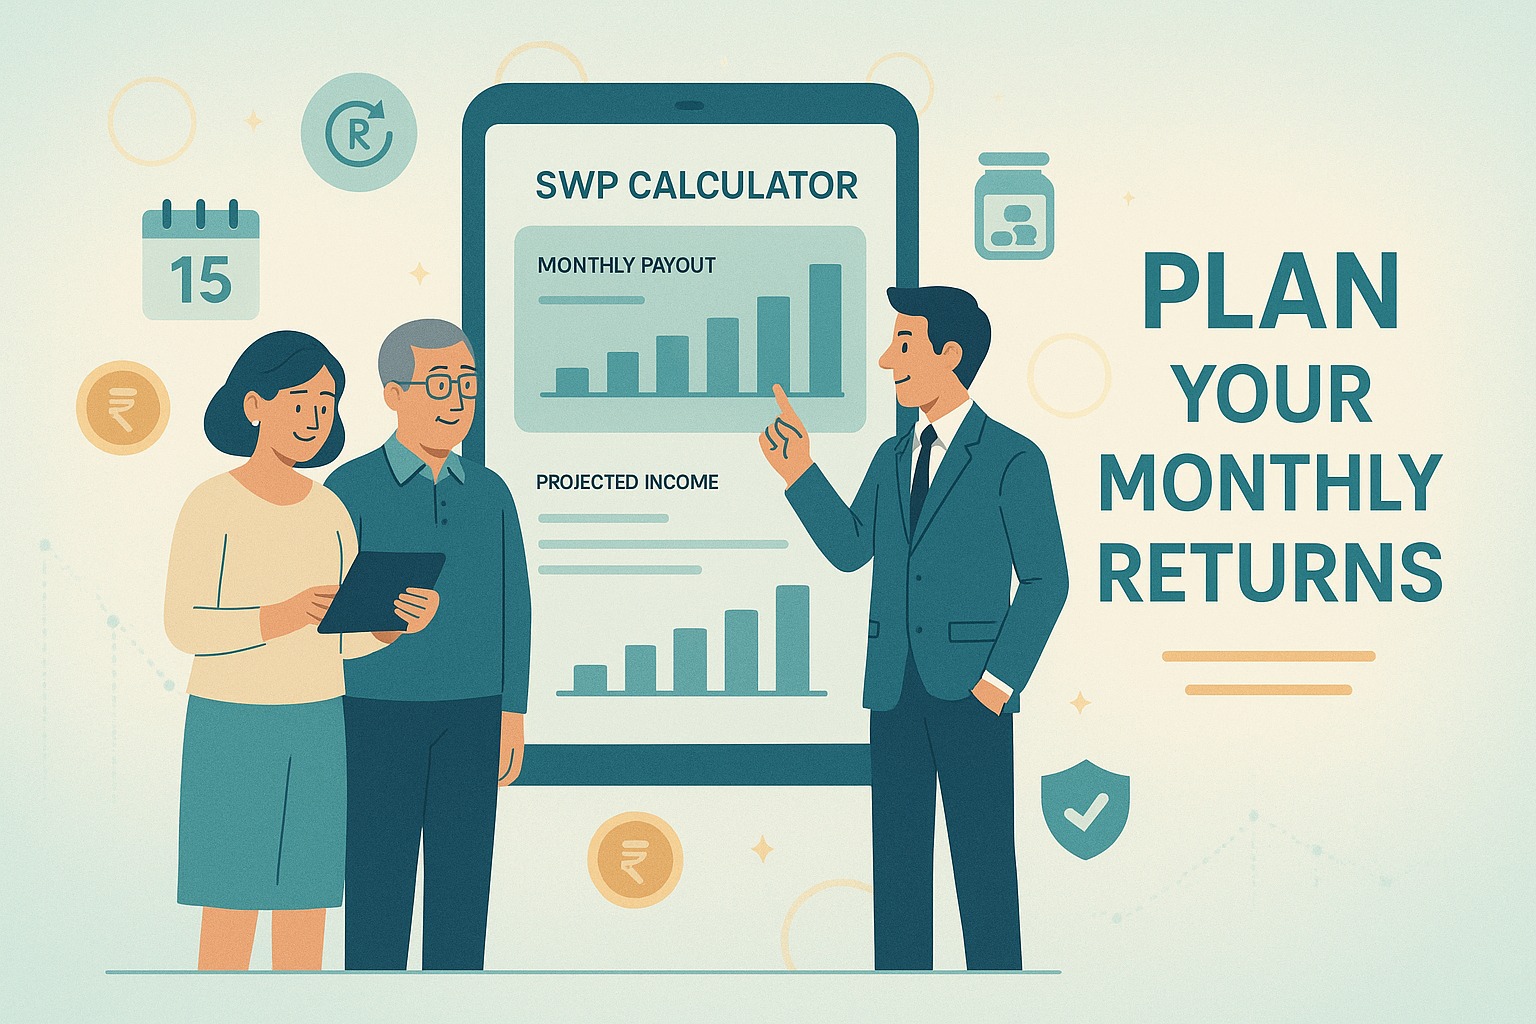 R
15
₹
SWP CALCULATOR
MONTHLY PAYOUT
PROJECTED INCOME
₹
PLAN
YOUR
MONTHLY
RETURNS